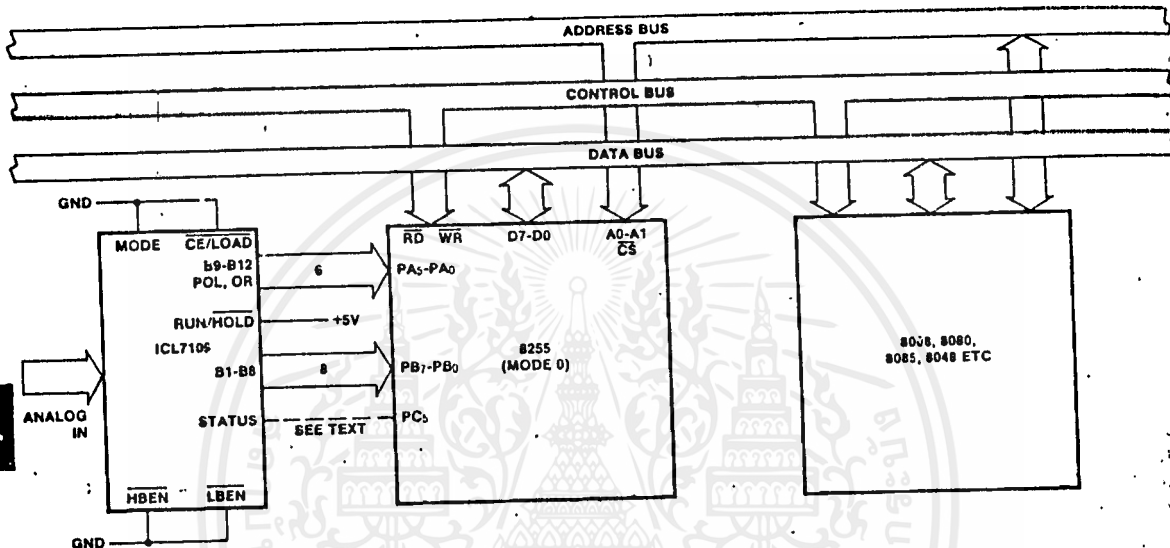 ADDRESS BUS
CONTROL BUS
DATA BUS
GND
MODE CE/LOAD
B9-B12
POL, OR
6
RUN/HOLD
+5V
ICL7109
B1-B8
8
STATUS
SEE TEXT
HBEN LBEN
GND
ANALOG
IN
RD WR D7-D0 A0-A1
CS
PA5-PA0
8255
(MODE 0)
PB7-PB0
PC5
8008, 8080,
8085, 8048 ETC